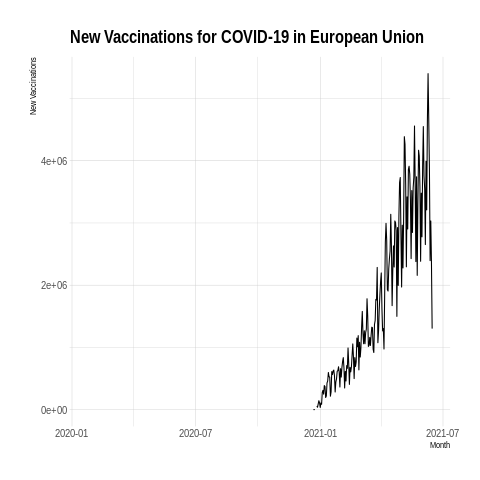 New Vaccinations for COVID-19 in European Union
New Vaccinations
4e+06
2e+06
0e+00
2020-01
2020-07
2021-01
2021-07
Month